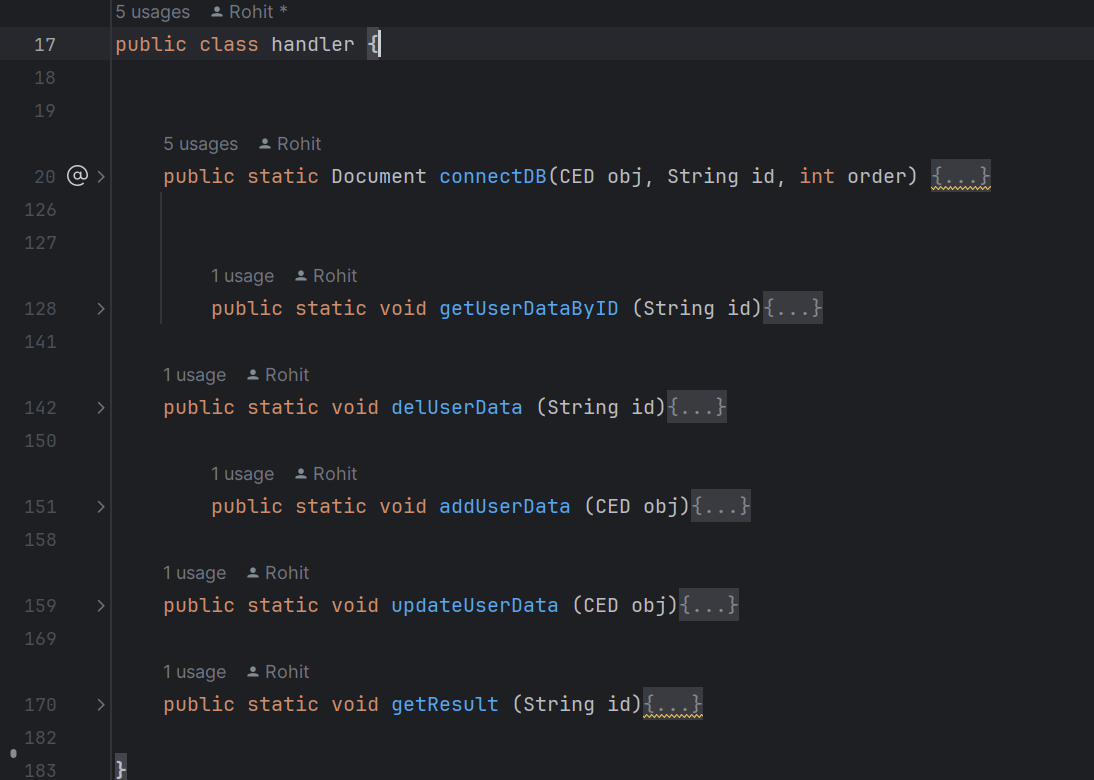 5 usages Rohit *
17 public class handler {
18
19
5 usages Rohit
20 @ > public static Document connectDB(CED obj, String id, int order) {...}
126
127
1 usage Rohit
128 > public static void getUserDataByID (String id){...}
141
1 usage Rohit
142 > public static void delUserData (String id){...}
150
1 usage Rohit
151 > public static void addUserData (CED obj){...}
158
1 usage Rohit
159 > public static void updateUserData (CED obj){...}
169
1 usage Rohit
170 > public static void getResult (String id){...}
182
183 }